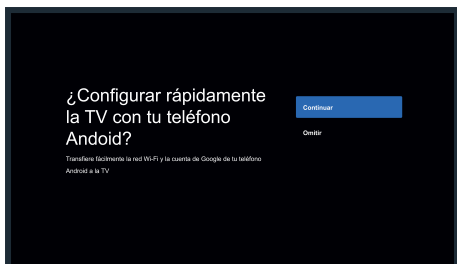 ¿Configurar rápidamente
la TV con tu teléfono
Andoid?
Transfiere fácilmente la red Wi-Fi y la cuenta de Google de tu teléfono
Android a la TV
Continuar
Omitir